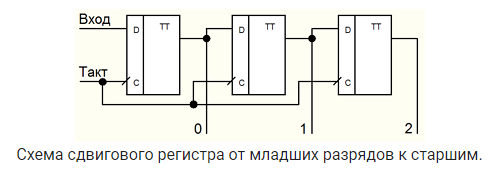 Вход
D
TT
D
TT
D
TT
Такт
C
C
C
0
1
2
Схема сдвигового регистра от младших разрядов к старшим.